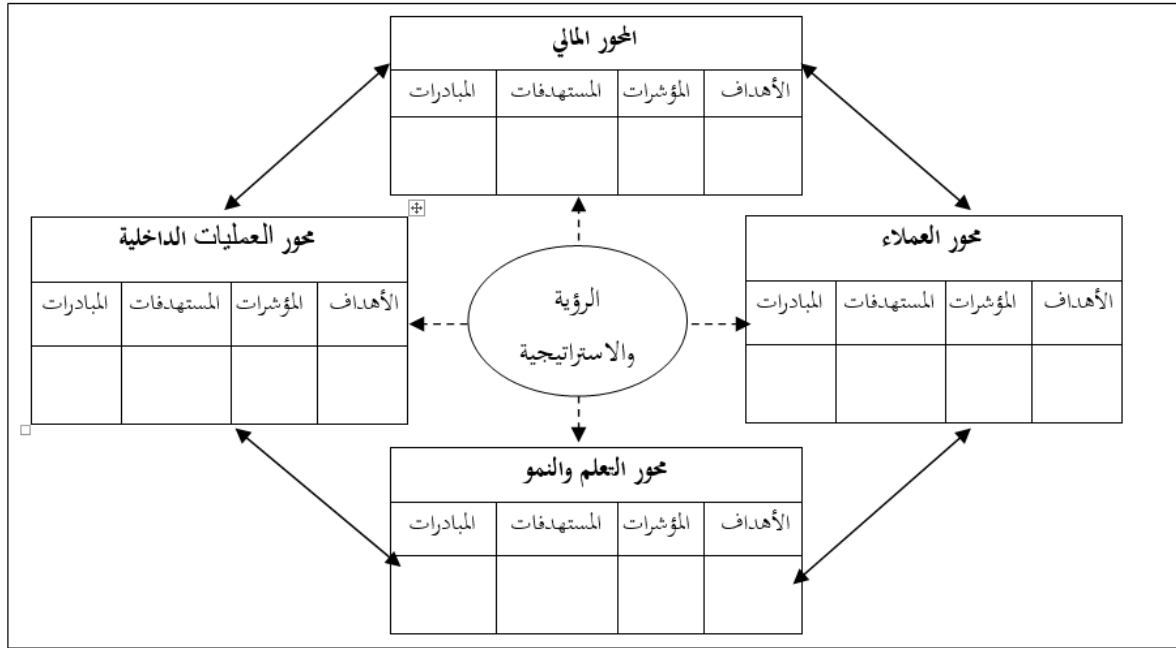 المحور المالي
الأهداف المؤشرات المستهدفات المبادرات
محور العملاء
الأهداف المؤشرات المستهدفات المبادرات
الرؤية
والاستراتيجية
محور العمليات الداخلية
الأهداف المؤشرات المستهدفات المبادرات
محور التعلم والنمو
الأهداف المؤشرات المستهدفات المبادرات